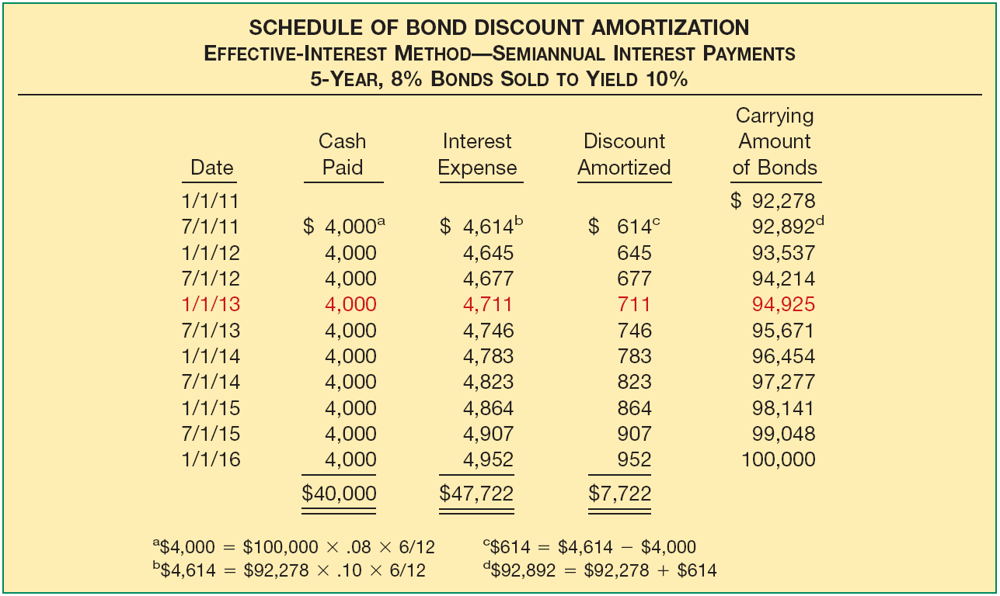 SCHEDULE OF BOND DISCOUNT AMORTIZATION
EFFECTIVE-INTEREST METHOD—SEMIANNUAL INTEREST PAYMENTS
5-YEAR, 8% BONDS SOLD TO YIELD 10%
Carrying
Cash Interest Discount Amount
Date Paid Expense Amortized of Bonds
1/1/11 $ 92,278
7/1/11 $ 4,000a $ 4,614b $ 614c 92,892d
1/1/12 4,000 4,645 645 93,537
7/1/12 4,000 4,677 677 94,214
1/1/13 4,000 4,711 711 94,925
7/1/13 4,000 4,746 746 95,671
1/1/14 4,000 4,783 783 96,454
7/1/14 4,000 4,823 823 97,277
1/1/15 4,000 4,864 864 98,141
7/1/15 4,000 4,907 907 99,048
1/1/16 4,000 4,952 952 100,000
$40,000 $47,722 $7,722
a$4,000 = $100,000 × .08 × 6/12 c$614 = $4,614 − $4,000
b$4,614 = $92,278 × .10 × 6/12 d$92,892 = $92,278 + $614